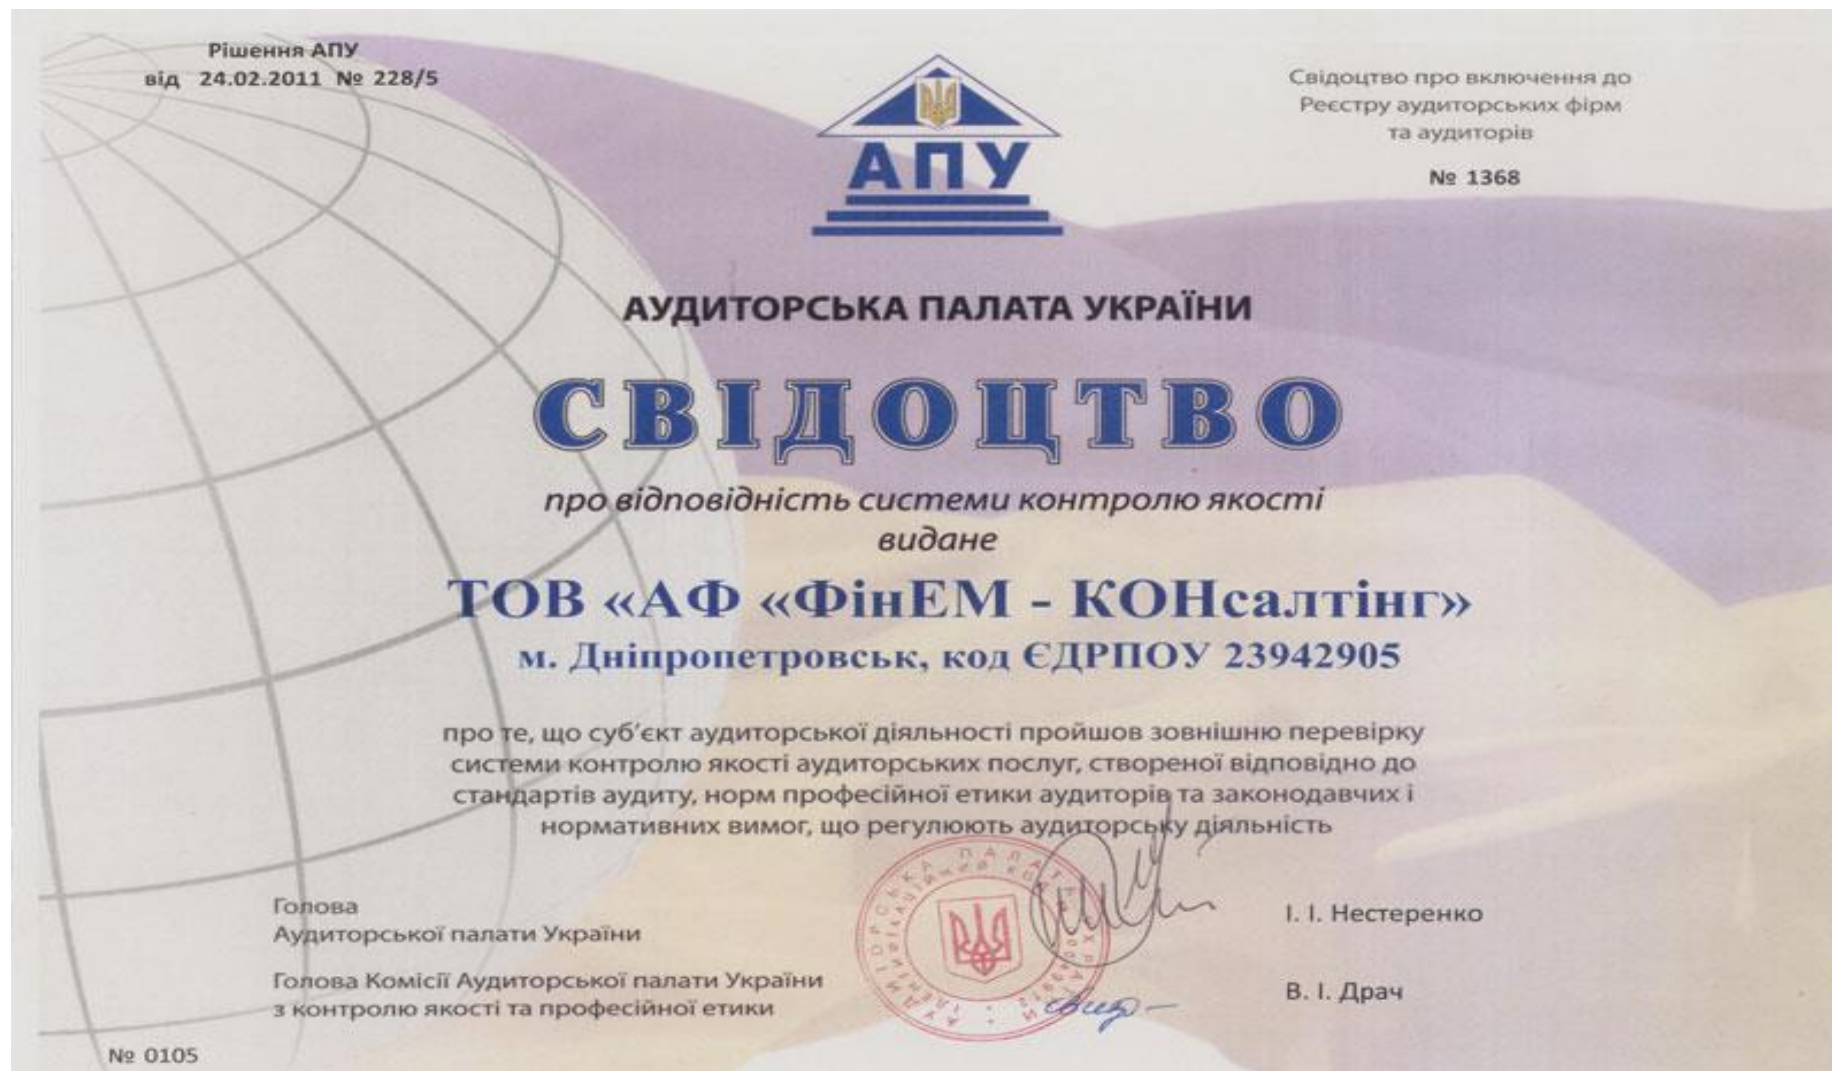 Рішення АПУ
від 24.02.2011 № 228/5
Свідоцтво про включення до
Реєстру аудиторських фірм
та аудиторів
№ 1368
АПУ
АУДИТОРСЬКА ПАЛАТА УКРАЇНИ
СВІДОЦТВО
про відповідність системи контролю якості
видане
ТОВ «АФ «ФінЕМ - КОНсалтінг»
м. Дніпропетровськ, код ЄДРПОУ 23942905
про те, що суб’єкт аудиторської діяльності пройшов зовнішню перевірку
системи контролю якості аудиторських послуг, створеної відповідно до
стандартів аудиту, норм професійної етики аудиторів та законодавчих і
нормативних вимог, що регулюють аудиторську діяльність
Голова
Аудиторської палати України
І. І. Нестеренко
Голова Комісії Аудиторської палати України
з контролю якості та професійної етики
В. І. Драч
АУДИТОРСЬКА ПАЛАТА УКРАЇНИ
№ 0105